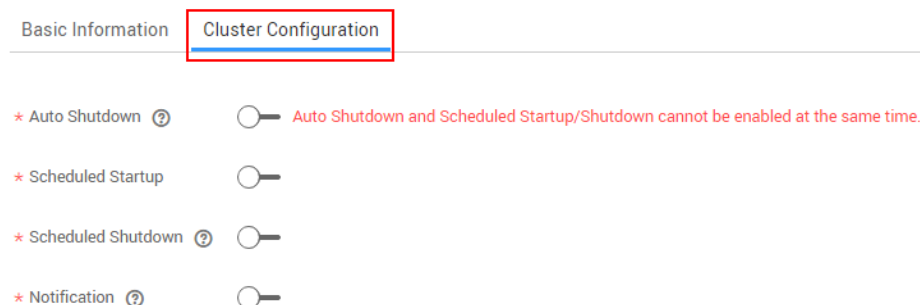 Basic Information Cluster Configuration
* Auto Shutdown ? Auto Shutdown and Scheduled Startup/Shutdown cannot be enabled at the same time.
* Scheduled Startup
* Scheduled Shutdown ?
* Notification ?